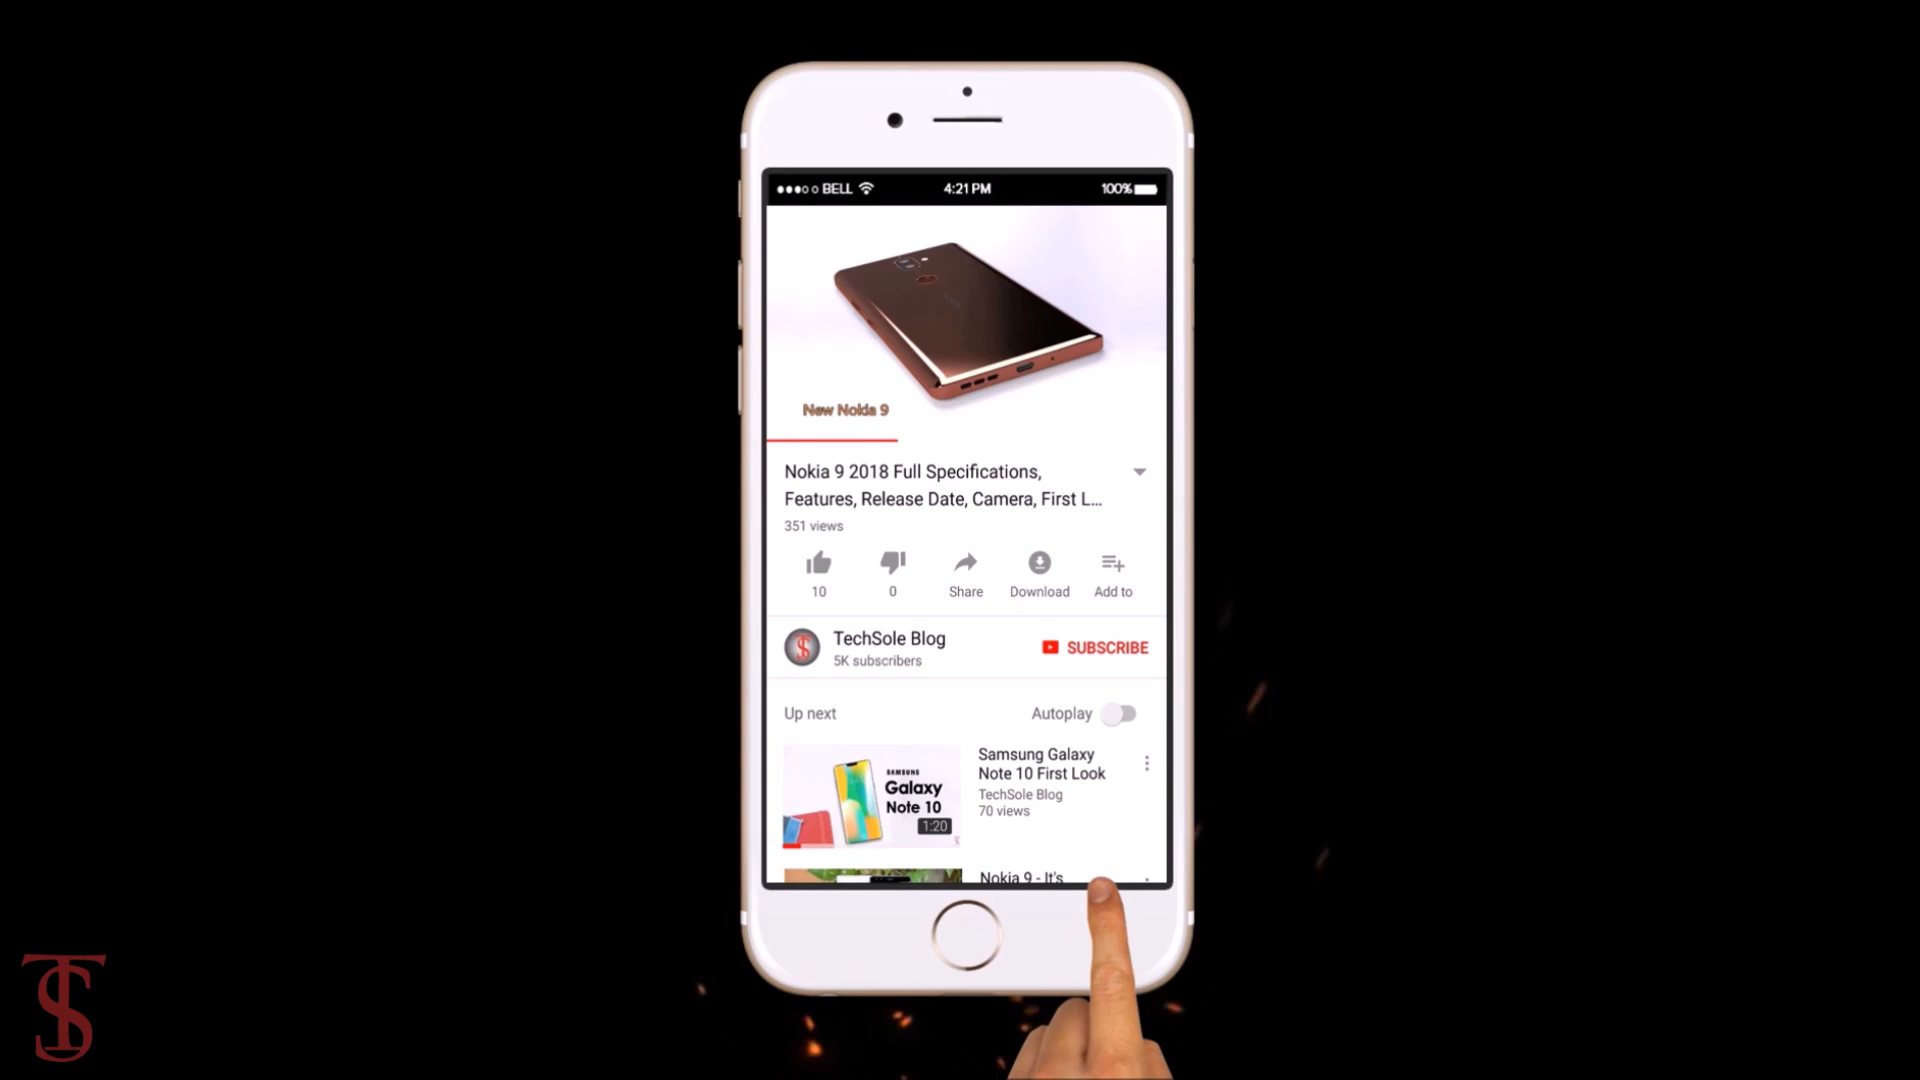 BELL
4:21 PM
100%
New Nokia 9
Nokia 9 2018 Full Specifications,
Features, Release Date, Camera, First L...
351 views
10
0
Share
Download
Add to
TechSole Blog
5K subscribers
SUBSCRIBE
Up next
Autoplay
SAMSUNG
Galaxy
Note 10
1:20
Samsung Galaxy
Note 10 First Look
TechSole Blog
70 views
Nokia 9 - It's
TS